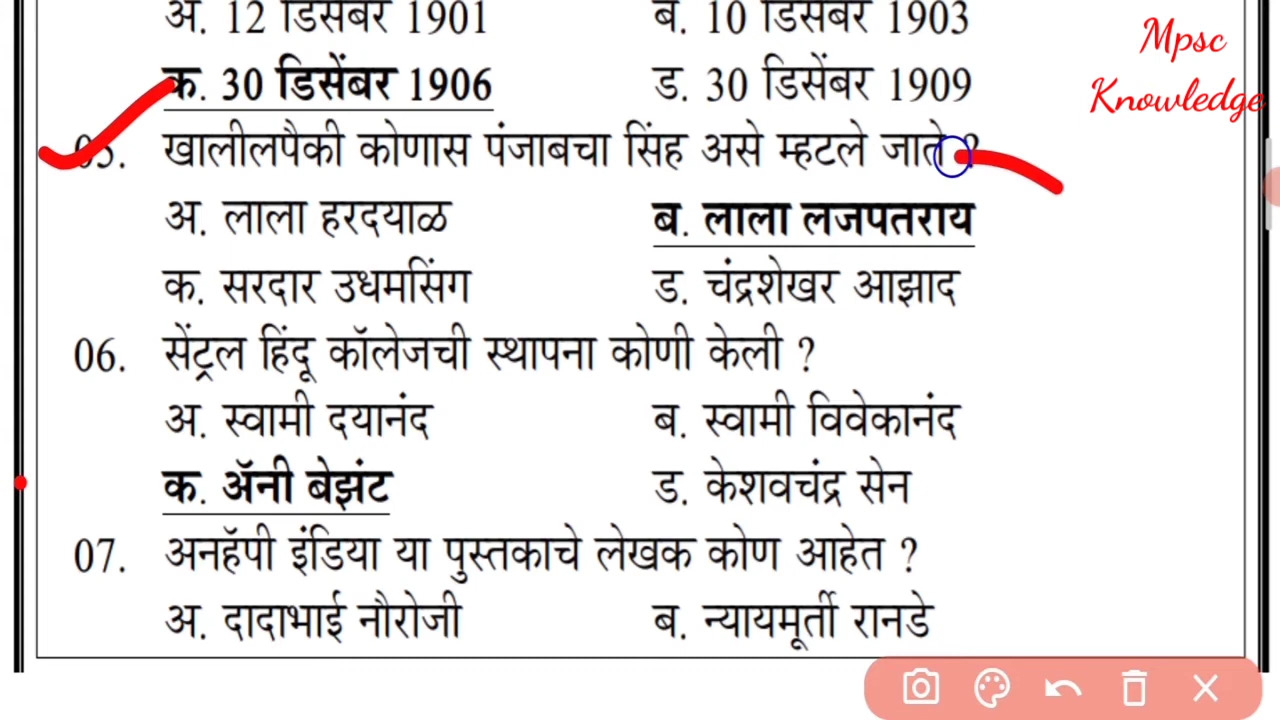 अ. 12 डिसेंबर 1901 ब. 10 डिसेंबर 1903
Mpsc
Knowledge
क. 30 डिसेंबर 1906 ड. 30 डिसेंबर 1909
05. खालीलपैकी कोणास पंजाबचा सिंह असे म्हटले जाते ?
अ. लाला हरदयाळ ब. लाला लजपतराय
क. सरदार उधमसिंग ड. चंद्रशेखर आझाद
06. सेंट्रल हिंदू कॉलेजची स्थापना कोणी केली ?
अ. स्वामी दयानंद ब. स्वामी विवेकानंद
क. ॲनी बेझंट ड. केशवचंद्र सेन
07. अनहॅपी इंडिया या पुस्तकाचे लेखक कोण आहेत ?
अ. दादाभाई नौरोजी ब. न्यायमूर्ती रानडे